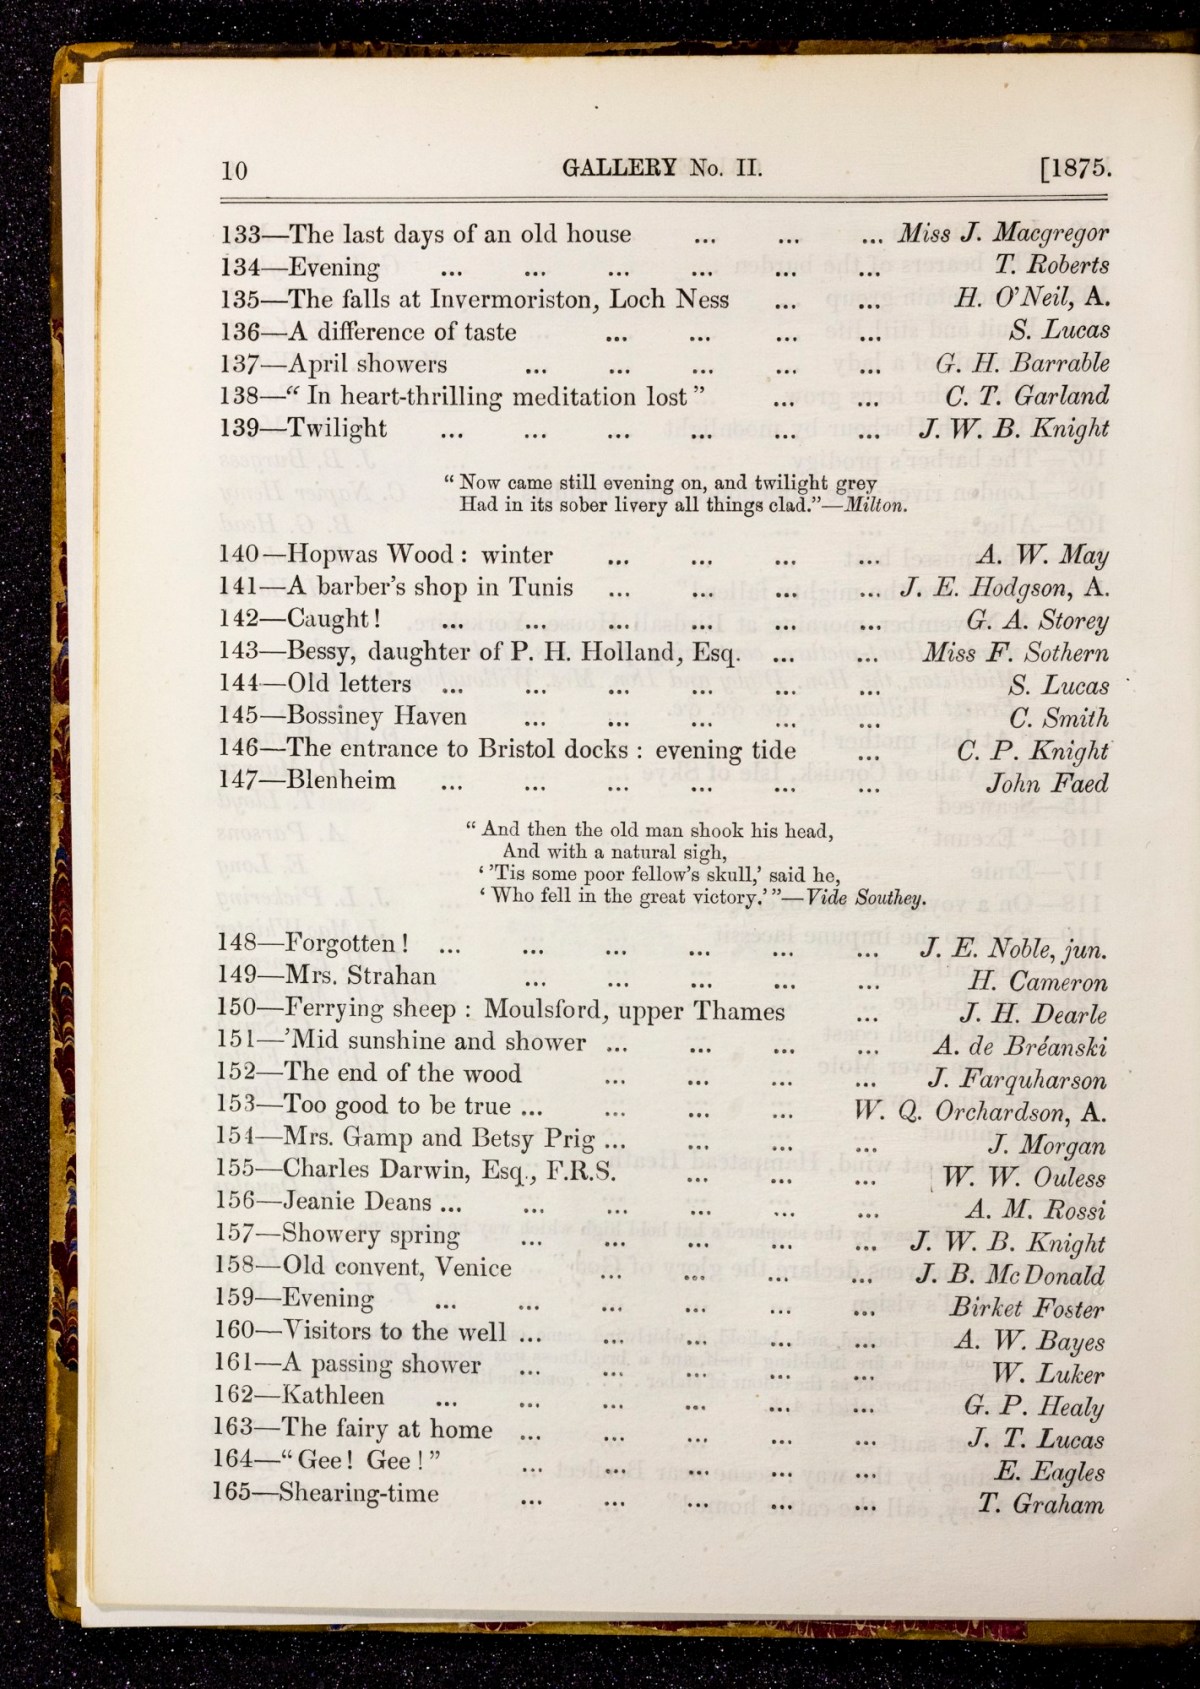 10 GALLERY No. II. [1875.
133—The last days of an old house ... ... ... Miss J. Macgregor
134—Evening ... ... ... ... ... ... T. Roberts
135—The falls at Invermoriston, Loch Ness ... ... H. O'Neil, A.
136—A difference of taste ... ... ... ... S. Lucas
137—April showers ... ... ... ... ... G. H. Barrable
138—“ In heart-thrilling meditation lost ” ... ... C. T. Garland
139—Twilight ... ... ... ... ... ... J. W. B. Knight
“ Now came still evening on, and twilight grey
Had in its sober livery all things clad.”—Milton.
140—Hopwas Wood : winter ... ... ... ... A. W. May
141—A barber's shop in Tunis ... ... ... ... J. E. Hodgson, A.
142—Caught ! ... ... ... ... ... ... G. A. Storey
143—Bessy, daughter of P. H. Holland, Esq. ... ... Miss F. Sothern
144—Old letters ... ... ... ... ... ... S. Lucas
145—Bossiney Haven ... ... ... ... ... C. Smith
146—The entrance to Bristol docks : evening tide ... C. P. Knight
147—Blenheim ... ... ... ... ... ... John Faed
“ And then the old man shook his head,
And with a natural sigh,
‘ 'Tis some poor fellow's skull,’ said he,
‘ Who fell in the great victory.’ ”—Vide Southey.
148—Forgotten ! ... ... ... ... ... ... J. E. Noble, jun.
149—Mrs. Strahan ... ... ... ... ... H. Cameron
150—Ferrying sheep : Moulsford, upper Thames ... J. H. Dearle
151—'Mid sunshine and shower ... ... ... ... A. de Bréanski
152—The end of the wood ... ... ... ... J. Farquharson
153—Too good to be true ... ... ... ... W. Q. Orchardson, A.
154—Mrs. Gamp and Betsy Prig ... ... ... ... J. Morgan
155—Charles Darwin, Esq., F.R.S. ... ... ... W. W. Ouless
156—Jeanie Deans ... ... ... ... ... ... A. M. Rossi
157—Showery spring ... ... ... ... ... J. W. B. Knight
158—Old convent, Venice ... ... ... ... J. B. McDonald
159—Evening ... ... ... ... ... ... Birket Foster
160—Visitors to the well ... ... ... ... ... A. W. Bayes
161—A passing shower ... ... ... ... ... W. Luker
162—Kathleen ... ... ... ... ... ... G. P. Healy
163—The fairy at home ... ... ... ... ... J. T. Lucas
164—“ Gee ! Gee ! ” ... ... ... ... ... E. Eagles
165—Shearing-time ... ... ... ... ... T. Graham